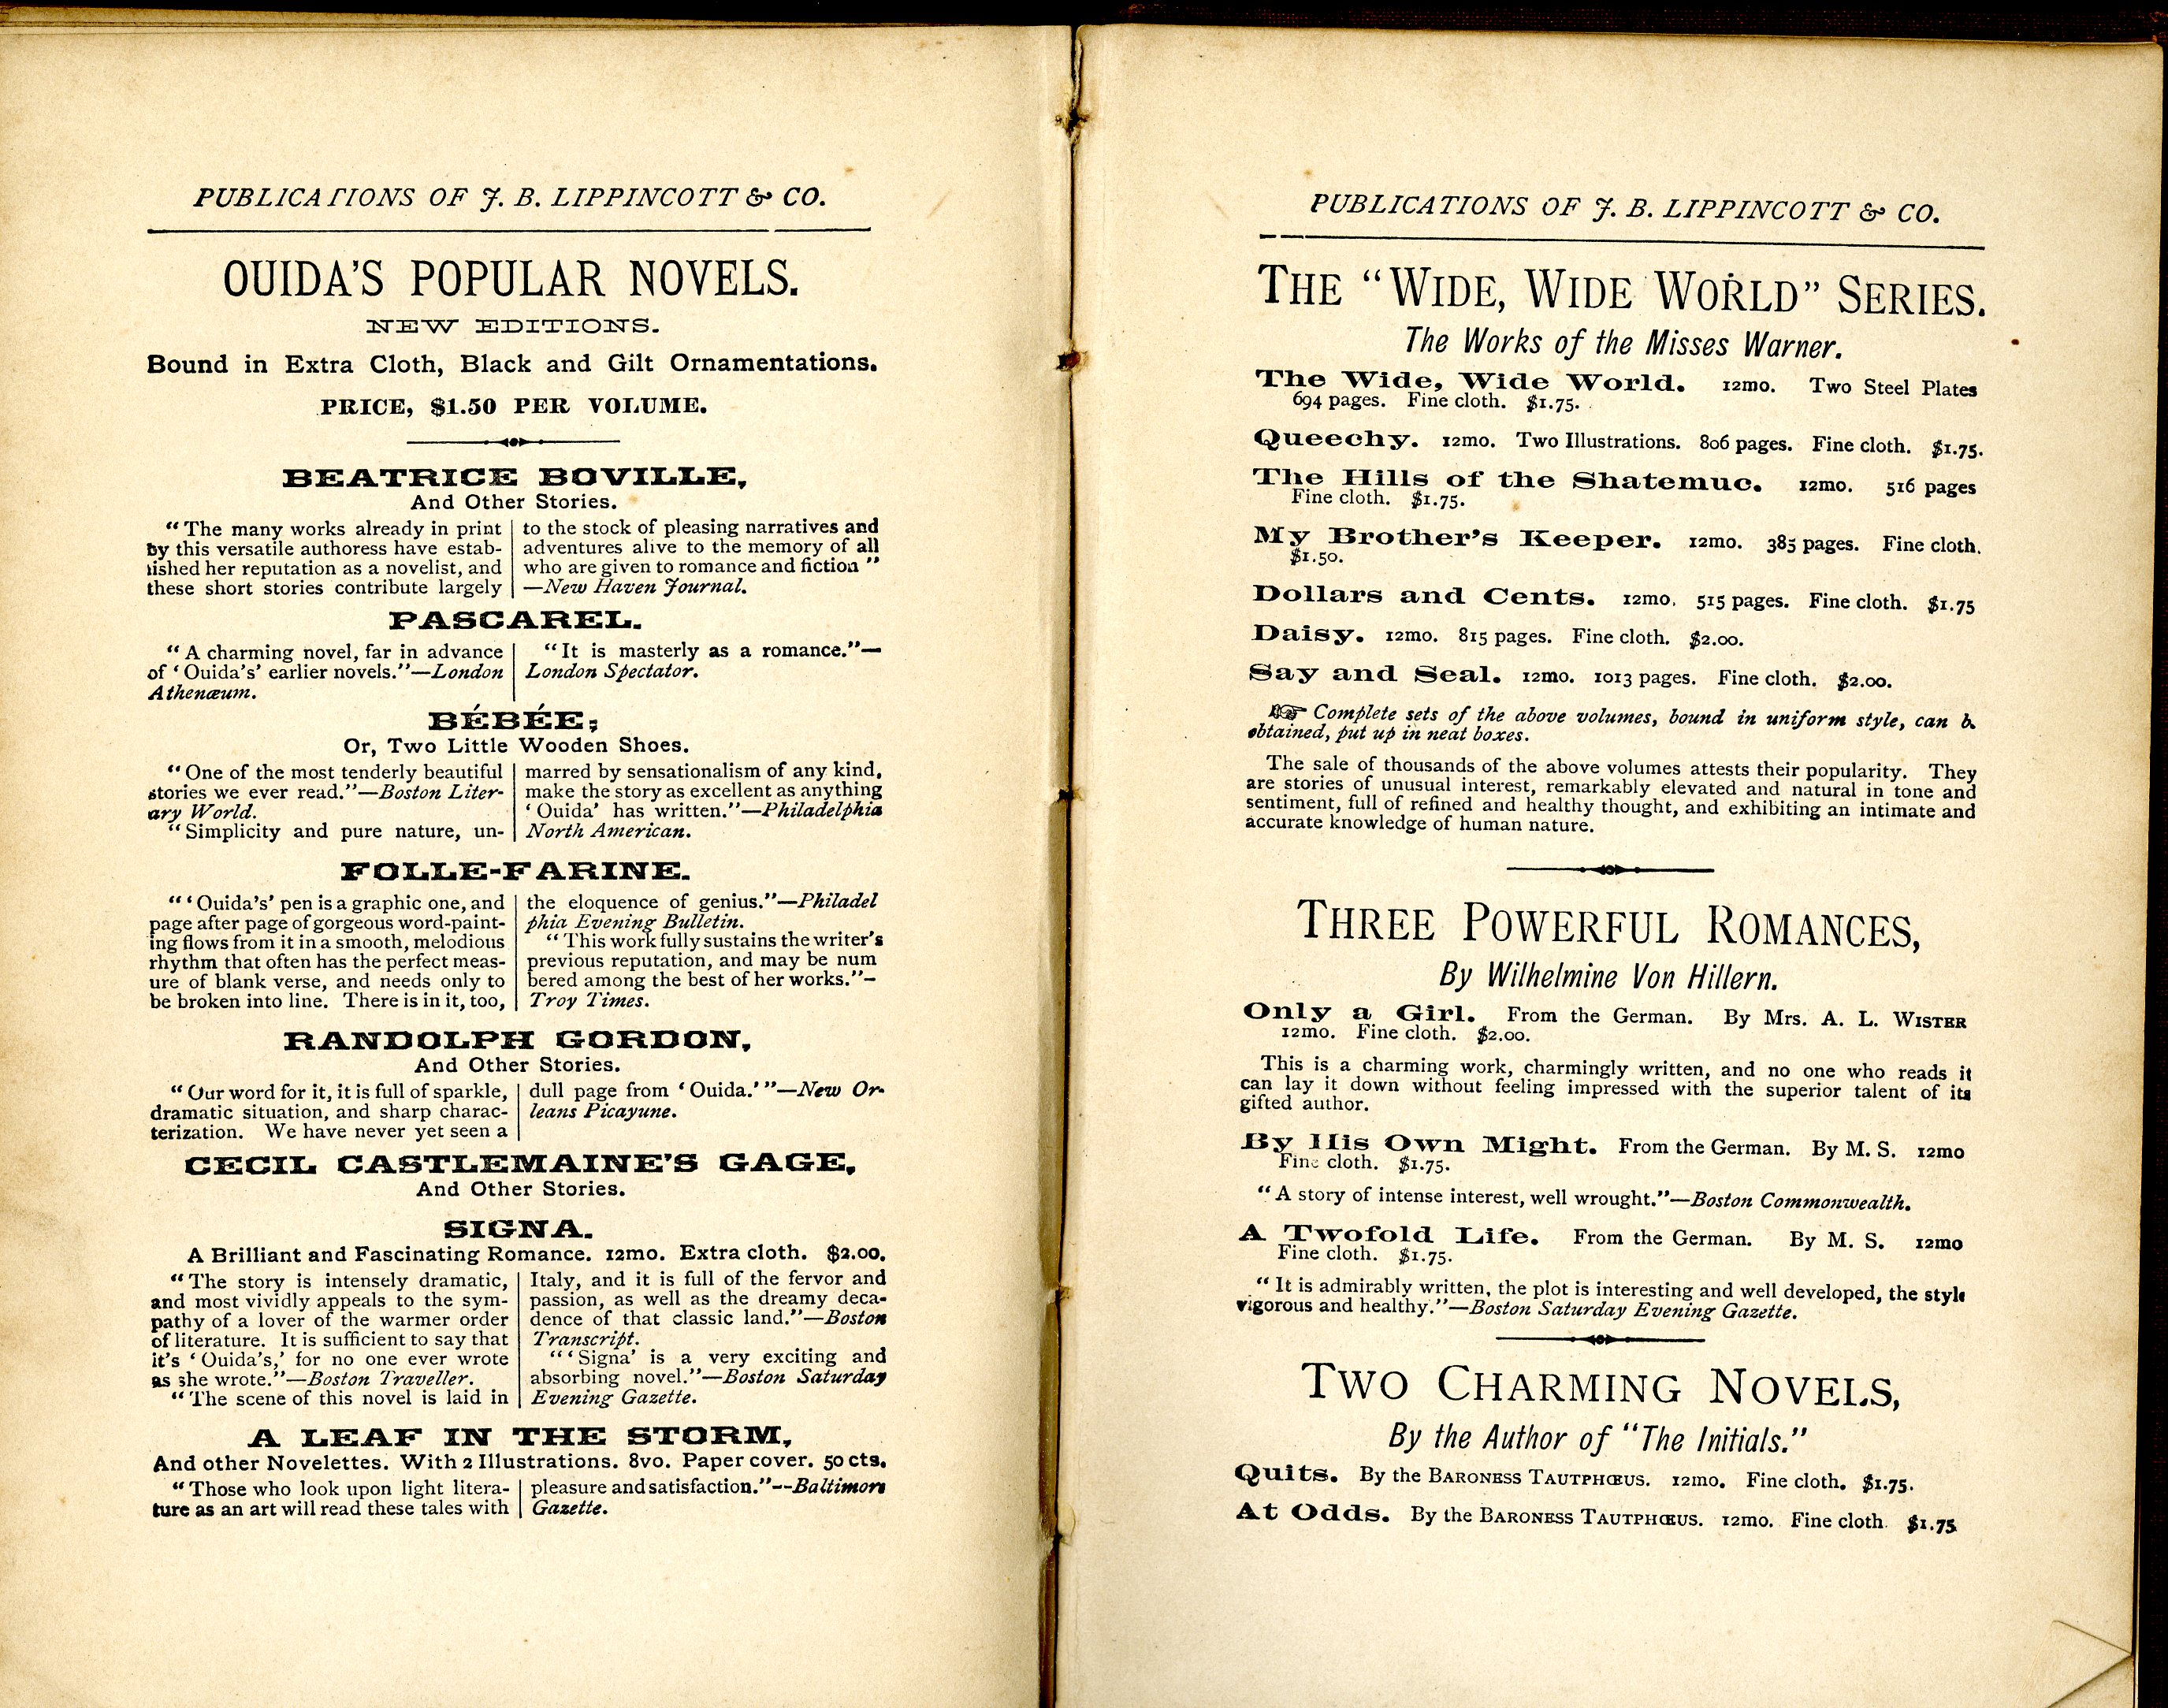 PUBLICATIONS OF J. B. LIPPINCOTT & CO.
OUIDA'S POPULAR NOVELS.
NEW EDITIONS.
Bound in Extra Cloth, Black and Gilt Ornamentations.
PRICE, $1.50 PER VOLUME.
BEATRICE BOVILLE,
And Other Stories.
“The many works already in print
by this versatile authoress have estab-
lished her reputation as a novelist, and
these short stories contribute largely
to the stock of pleasing narratives and
adventures alive to the memory of all
who are given to romance and fiction ”
—New Haven Journal.
PASCAREL.
“A charming novel, far in advance
of ‘Ouida's’ earlier novels.”—London
Athenæum.
“It is masterly as a romance.”—
London Spectator.
BÉBÉE;
Or, Two Little Wooden Shoes.
“One of the most tenderly beautiful
stories we ever read.”—Boston Liter-
ary World.
“Simplicity and pure nature, un-
marred by sensationalism of any kind,
make the story as excellent as anything
‘Ouida’ has written.”—Philadelphia
North American.
FOLLE-FARINE.
“‘Ouida's’ pen is a graphic one, and
page after page of gorgeous word-paint-
ing flows from it in a smooth, melodious
rhythm that often has the perfect meas-
ure of blank verse, and needs only to
be broken into line. There is in it, too,
the eloquence of genius.”—Philadel
phia Evening Bulletin.
“This work fully sustains the writer's
previous reputation, and may be num
bered among the best of her works.”—
Troy Times.
RANDOLPH GORDON,
And Other Stories.
“Our word for it, it is full of sparkle,
dramatic situation, and sharp charac-
terization. We have never yet seen a
dull page from ‘Ouida.’”—New Or-
leans Picayune.
CECIL CASTLEMAINE'S GAGE,
And Other Stories.
SIGNA.
A Brilliant and Fascinating Romance. 12mo. Extra cloth. $2.00.
“The story is intensely dramatic,
and most vividly appeals to the sym-
pathy of a lover of the warmer order
of literature. It is sufficient to say that
it's ‘Ouida's,’ for no one ever wrote
as she wrote.”—Boston Traveller.
“The scene of this novel is laid in
Italy, and it is full of the fervor and
passion, as well as the dreamy deca-
dence of that classic land.”—Boston
Transcript.
“‘Signa’ is a very exciting and
absorbing novel.”—Boston Saturday
Evening Gazette.
A LEAF IN THE STORM,
And other Novelettes. With 2 Illustrations. 8vo. Paper cover. 50 cts.
“Those who look upon light litera-
ture as an art will read these tales with
pleasure and satisfaction.”--Baltimore
Gazette.
PUBLICATIONS OF J. B. LIPPINCOTT & CO.
THE “WIDE, WIDE WORLD” SERIES.
The Works of the Misses Warner.
The Wide, Wide World. 12mo. Two Steel Plates
694 pages. Fine cloth. $1.75.
Queechy. 12mo. Two Illustrations. 806 pages. Fine cloth. $1.75.
The Hills of the Shatemuc. 12mo. 516 pages
Fine cloth. $1.75.
My Brother's Keeper. 12mo. 385 pages. Fine cloth.
$1.50.
Dollars and Cents. 12mo. 515 pages. Fine cloth. $1.75
Daisy. 12mo. 815 pages. Fine cloth. $2.00.
Say and Seal. 12mo. 1013 pages. Fine cloth. $2.00.
☞ Complete sets of the above volumes, bound in uniform style, can b
obtained, put up in neat boxes.
The sale of thousands of the above volumes attests their popularity. They
are stories of unusual interest, remarkably elevated and natural in tone and
sentiment, full of refined and healthy thought, and exhibiting an intimate and
accurate knowledge of human nature.
THREE POWERFUL ROMANCES,
By Wilhelmine Von Hillern.
Only a Girl. From the German. By Mrs. A. L. WISTER
12mo. Fine cloth. $2.00.
This is a charming work, charmingly written, and no one who reads it
can lay it down without feeling impressed with the superior talent of its
gifted author.
By His Own Might. From the German. By M. S. 12mo
Fine cloth. $1.75.
“A story of intense interest, well wrought.”—Boston Commonwealth.
A Twofold Life. From the German. By M. S. 12mo
Fine cloth. $1.75.
“It is admirably written, the plot is interesting and well developed, the style
vigorous and healthy.”—Boston Saturday Evening Gazette.
TWO CHARMING NOVELS,
By the Author of “The Initials.”
Quits. By the BARONESS TAUTPHŒUS. 12mo. Fine cloth. $1.75.
At Odds. By the BARONESS TAUTPHŒUS. 12mo. Fine cloth. $1.75